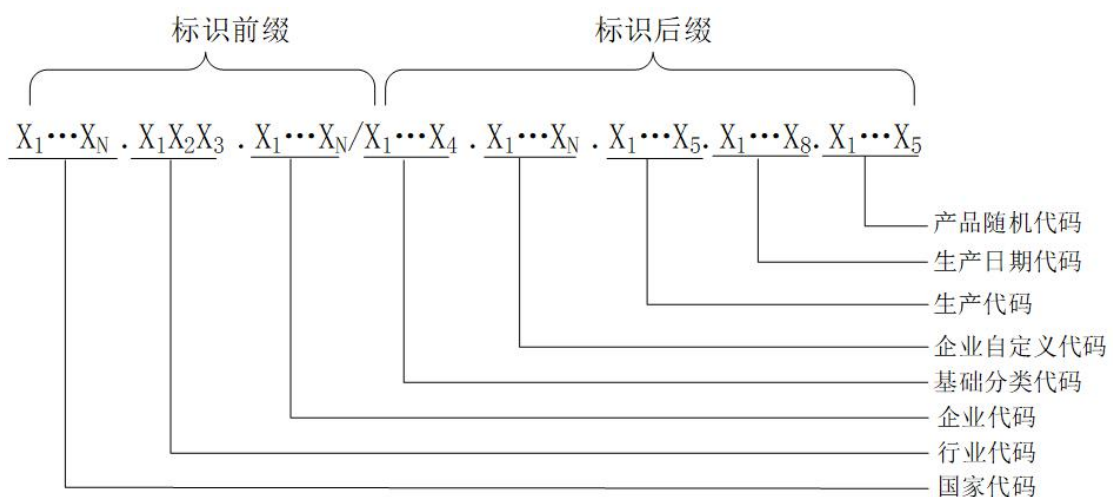 标识前缀 标识后缀
X₁⋯X_N.X₁X₂X₃.X₁⋯X_N/X₁⋯X₄.X₁⋯X_N.X₁⋯X₅.X₁⋯X₈.X₁⋯X₅
产品随机代码
生产日期代码
生产代码
企业自定义代码
基础分类代码
企业代码
行业代码
国家代码